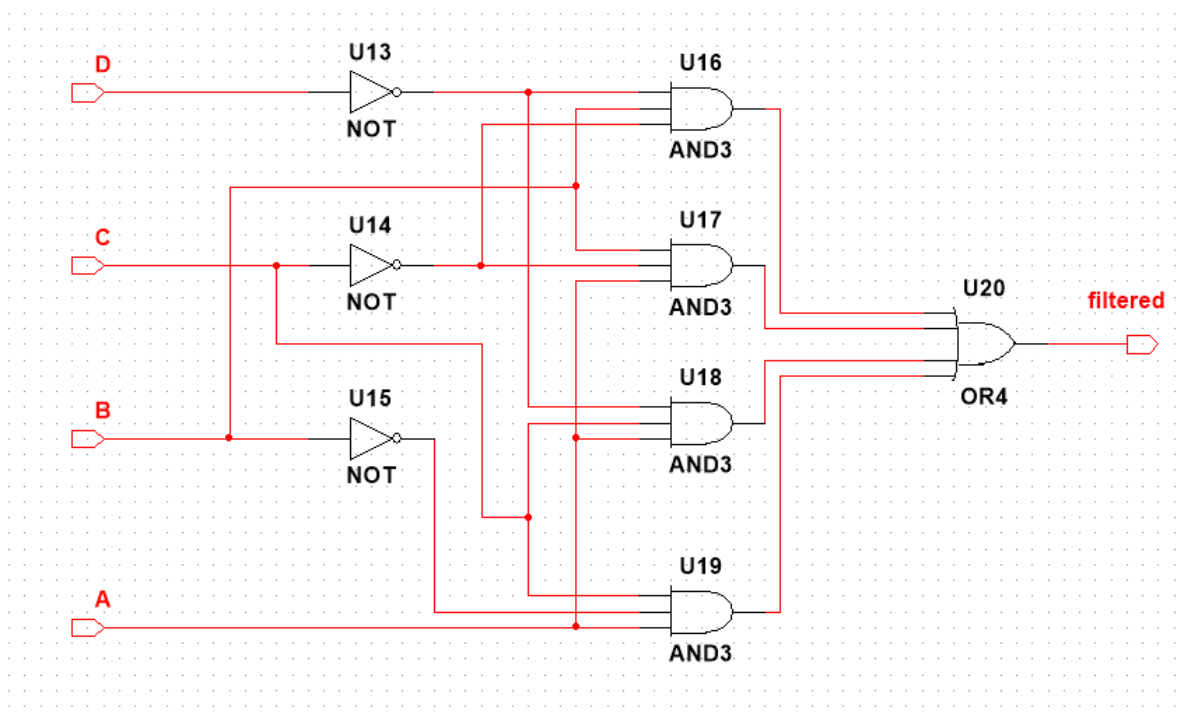 D
U13
NOT
U16
AND3
C
U14
NOT
U17
AND3
U20
OR4
filtered
B
U15
NOT
U18
AND3
A
U19
AND3